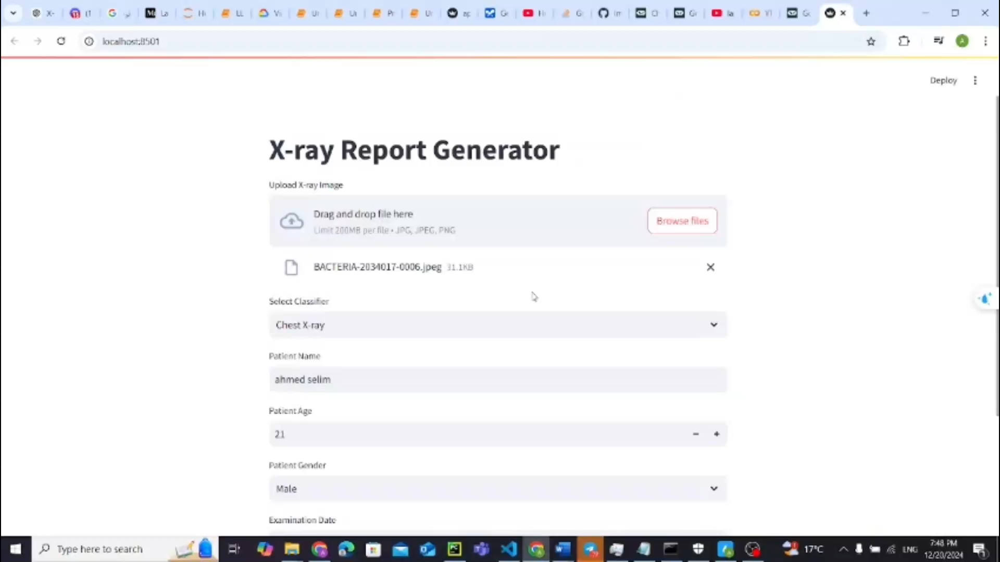 localhost:8501
Deploy
X-ray Report Generator
Upload X-ray Image
Drag and drop file here
Limit 200MB per file • JPG, JPEG, PNG
Browse files
BACTERIA-2034017-0006.jpeg 31.1KB
Select Classifier
Chest X-ray
Patient Name
ahmed selim
Patient Age
21
Patient Gender
Male
Examination Date
Type here to search
17°C
ENG
7:48 PM
12/20/2024